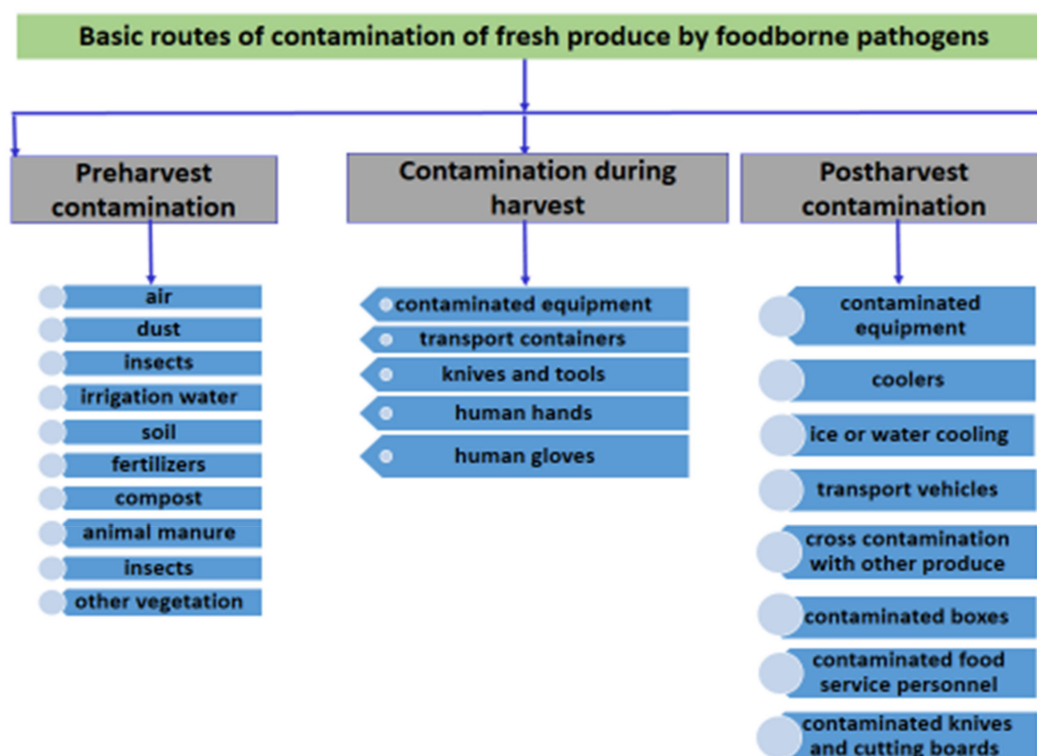 Basic routes of contamination of fresh produce by foodborne pathogens
Preharvest
contamination
air
dust
insects
irrigation water
soil
fertilizers
compost
animal manure
insects
other vegetation
Contamination during
harvest
contaminated equipment
transport containers
knives and tools
human hands
human gloves
Postharvest
contamination
contaminated
equipment
coolers
ice or water cooling
transport vehicles
cross contamination
with other produce
contaminated boxes
contaminated food
service personnel
contaminated knives
and cutting boards